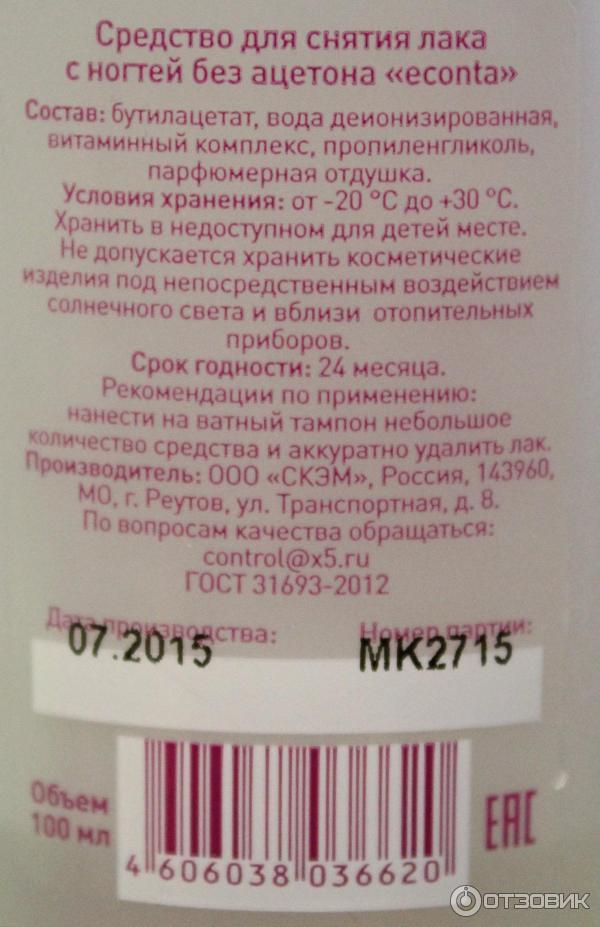 Средство для снятия лака
с ногтей без ацетона «econta»
Состав: бутилацетат, вода деионизированная,
витаминный комплекс, пропиленгликоль,
парфюмерная отдушка.
Условия хранения: от -20 °C до +30 °C.
Хранить в недоступном для детей месте.
Не допускается хранить косметические
изделия под непосредственным воздействием
солнечного света и вблизи отопительных
приборов.
Срок годности: 24 месяца.
Рекомендации по применению:
нанести на ватный тампон небольшое
количество средства и аккуратно удалить лак.
Производитель: ООО «СКЭМ», Россия, 143960,
МО, г. Реутов, ул. Транспортная, д. 8.
По вопросам качества обращаться:
control@x5.ru
ГОСТ 31693-2012
Дата производства: Номер партии:
07.2015 МК2715
Объем
100 мл
EAC
4 606038 036620
ОТЗОВИК